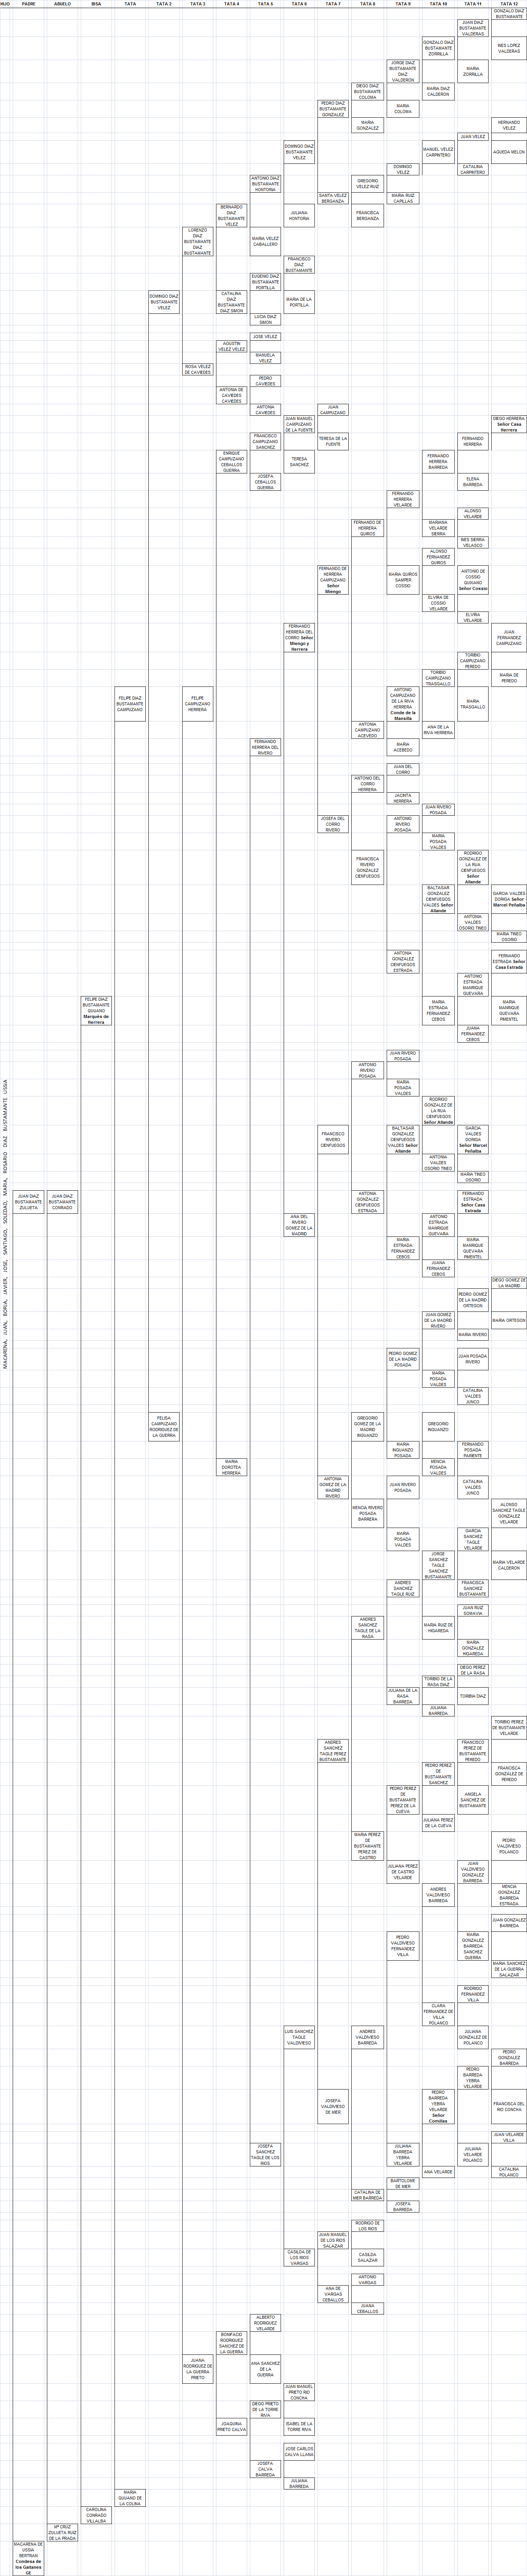 HIJO PADRE ABUELO BISA TATA TATA 2 TATA 3 TATA 4 TATA 5 TATA 6 TATA 7 TATA 8 TATA 9 TATA 10 TATA 11 TATA 12
GONZALO DIAZ
BUSTAMANTE
JUAN DIAZ
BUSTAMANTE
VALDERAS
GONZALO DIAZ
BUSTAMANTE
ZORRILLA
INES LOPEZ
VALDERAS
JORGE DIAZ
BUSTAMANTE
DIAZ
VALDERON
MARIA
ZORRILLA
DIEGO DIAZ
BUSTAMANTE
COLOMA
MARIA DIAZ
CALDERON
PEDRO DIAZ
BUSTAMANTE
GONZALEZ
MARIA
COLOMA
MARIA
GONZALEZ
HERNANDO
VELEZ
JUAN VELEZ
DOMINGO DIAZ
BUSTAMANTE
VELEZ
MANUEL VELEZ
CARPINTERO
AGUEDA MELON
DOMINGO
VELEZ
CATALINA
CARPINTERO
ANTONIO DIAZ
BUSTAMANTE
HONTORIA
GREGORIO
VELEZ RUIZ
SANTA VELEZ
BERGANZA
MARIA RUIZ
CAPILLAS
BERNARDO
DIAZ
BUSTAMANTE
VELEZ
JULIANA
HONTORIA
FRANCISCA
BERGANZA
LORENZO
DIAZ
BUSTAMANTE
DIAZ
BUSTAMANTE
MARIA VELEZ
CABALLERO
FRANCISCO
DIAZ
BUSTAMANTE
EUGENIO DIAZ
BUSTAMANTE
PORTILLA
DOMINGO DIAZ
BUSTAMANTE
VELEZ
CATALINA
DIAZ
BUSTAMANTE
DIAZ SIMON
MARIA DE LA
PORTILLA
LUCIA DIAZ
SIMON
JOSE VELEZ
AGUSTIN
VELEZ VELEZ
MANUELA
VELEZ
ROSA VELEZ
DE CAVIEDES
PEDRO
CAVIEDES
ANTONIA DE
CAVIEDES
CAVIEDES
ANTONIA
CAVIEDES
JUAN
CAMPUZANO
JUAN MANUEL
CAMPUZANO
DE LA FUENTE
DIEGO HERRERA
Señor Casa
Herrera
FRANCISCO
CAMPUZANO
SANCHEZ
TERESA DE LA
FUENTE
FERNANDO
HERRERA
ENRIQUE
CAMPUZANO
CEBALLOS
GUERRA
TERESA
SANCHEZ
FERNANDO
HERRERA
BARREDA
JOSEFA
CEBALLOS
GUERRA
ELENA
BARREDA
FERNANDO
HERRERA
VELARDE
ALONSO
VELARDE
FERNANDO DE
HERRERA
QUIROS
MARIANA
VELARDE
SIERRA
INES SIERRA
VELASCO
ALONSO
FERNANDEZ
QUIROS
FERNANDO DE
HERRERA
CAMPUZANO
Señor
Miengo
MARIA QUIROS
SAMPER
COSSIO
ANTONIO DE
COSSIO
QUIJANO
Señor Cossio
ELVIRA DE
COSSIO
VELARDE
ELVIRA
VELARDE
FERNANDO
HERRERA DEL
CORRO Señor
Miengo y
Herrera
JUAN
FERNANDEZ
CAMPUZANO
TORIBIO
CAMPUZANO
PEREDO
TORIBIO
CAMPUZANO
TRASGALLO
MARIA DE
PEREDO
FELIPE DIAZ
BUSTAMANTE
CAMPUZANO
FELIPE
CAMPUZANO
HERRERA
ANTONIO
CAMPUZANO
DE LA RIVA
HERRERA
Conde de la
Mansilla
MARIA
TRASGALLO
ANTONIA
CAMPUZANO
ACEVEDO
ANA DE LA
RIVA HERRERA
FERNANDO
HERRERA DEL
RIVERO
MARIA
ACEBEDO
JUAN DEL
CORRO
ANTONIO DEL
CORRO
HERRERA
JACINTA
HERRERA
JUAN RIVERO
POSADA
JOSEFA DEL
CORRO
RIVERO
ANTONIO
RIVERO
POSADA
MARIA
POSADA
VALDES
FRANCISCA
RIVERO
GONZALEZ
CIENFUEGOS
RODRIGO
GONZALEZ DE
LA RUA
CIENFUEGOS
Señor
Allande
BALTASAR
GONZALEZ
CIENFUEGOS
VALDES Señor
Allande
GARCIA VALDES
DORIGA Señor
Marcel Peñalba
ANTONIA
VALDES
OSORIO TINEO
MARIA TINEO
OSORIO
ANTONIA
GONZALEZ
CIENFUEGOS
ESTRADA
FERNANDO
ESTRADA Señor
Casa Estrada
ANTONIO
ESTRADA
MANRIQUE
GUEVARA
FELIPE DIAZ
BUSTAMANTE
QUIJANO
Marqués de
Herrera
MARIA
ESTRADA
FERNANDEZ
CEBOS
MARIA
MANRIQUE
GUEVARA
PIMENTEL
JUANA
FERNANDEZ
CEBOS
JUAN RIVERO
POSADA
ANTONIO
RIVERO
POSADA
MARIA
POSADA
VALDES
RODRIGO
GONZALEZ DE
LA RUA
CIENFUEGOS
Señor Allande
FRANCISCO
RIVERO
CIENFUEGOS
BALTASAR
GONZALEZ
CIENFUEGOS
VALDES Señor
Allande
GARCIA
VALDES
DORIGA
Señor Marcel
Peñalba
ANTONIA
VALDES
OSORIO TINEO
MARIA TINEO
OSORIO
MACARENA, JUAN, BORJA, JAVIER, JOSE, SANTIAGO, SOLEDAD, MARIA, ROSARIO DIAZ BUSTAMANTE USSIA
JUAN DIAZ
BUSTAMANTE
ZULUETA
JUAN DIAZ
BUSTAMANTE
CONRADO
ANTONIA
GONZALEZ
CIENFUEGOS
ESTRADA
FERNANDO
ESTRADA
Señor Casa
Estrada
ANA DEL
RIVERO
GOMEZ DE LA
MADRID
ANTONIO
ESTRADA
MANRIQUE
GUEVARA
MARIA
ESTRADA
FERNANDEZ
CEBOS
MARIA
MANRIQUE
GUEVARA
PIMENTEL
JUANA
FERNANDEZ
CEBOS
DIEGO GOMEZ DE
LA MADRID
PEDRO GOMEZ
DE LA MADRID
ORTEGON
JUAN GOMEZ
DE LA MADRID
RIVERO
MARIA ORTEGON
MARIA RIVERO
PEDRO GOMEZ
DE LA MADRID
POSADA
JUAN POSADA
RIVERO
MARIA
POSADA
VALDES
CATALINA
VALDES
JUNCO
FELISA
CAMPUZANO
RODRIGUEZ DE
LA GUERRA
GREGORIO
GOMEZ DE LA
MADRID
INGUANZO
GREGORIO
INGUANZO
MARIA
INGUANZO
POSADA
FERNANDO
POSADA
PARIENTE
MARIA
DOROTEA
HERRERA
MENCIA
POSADA
VALDES
ANTONIA
GOMEZ DE LA
MADRID
RIVERO
JUAN RIVERO
POSADA
CATALINA
VALDES
JUNCO
MENCIA RIVERO
POSADA
BARRERA
ALONSO
SANCHEZ TAGLE
GONZALEZ
VELARDE
MARIA
POSADA
VALDES
GARCIA
SANCHEZ
TAGLE
VELARDE
JORGE
SANCHEZ
TAGLE
SANCHEZ
BUSTAMANTE
MARIA VELARDE
CALDERON
ANDRES
SANCHEZ
TAGLE RUIZ
FRANCISCA
SANCHEZ
BUSTAMANTE
JUAN RUIZ
SOMAVIA
ANDRES
SANCHEZ
TAGLE DE LA
RASA
MARIA RUIZ DE
HIGAREDA
MARIA
GONZALEZ
HIGAREDA
DIEGO PEREZ
DE LA RASA
TORIBIO DE LA
RASA DIAZ
JULIANA DE LA
RASA
BARREDA
TORIBIA DIAZ
JULIANA
BARREDA
TORIBIO PEREZ
DE BUSTAMANTE
VELARDE
ANDRES
SANCHEZ
TAGLE PEREZ
BUSTAMANTE
FRANCISCO
PEREZ DE
BUSTAMANTE
PEREDO
PEDRO PEREZ
DE
BUSTAMANTE
SANCHEZ
FRANCISCA
GONZALEZ DE
PEREDO
PEDRO PEREZ
DE
BUSTAMANTE
PEREZ DE LA
CUEVA
ANGELA
SANCHEZ DE
BUSTAMANTE
JULIANA PEREZ
DE LA CUEVA
MARIA PEREZ
DE
BUSTAMANTE
PEREZ DE
CASTRO
PEDRO
VALDIVIESO
POLANCO
JULIANA PEREZ
DE CASTRO
VELARDE
JUAN
VALDIVIESO
GONZALEZ
BARREDA
ANDRES
VALDIVIESO
BARREDA
MENCIA
GONZALEZ
BARREDA
ESTRADA
JUAN GONZALEZ
BARREDA
PEDRO
VALDIVIESO
FERNANDEZ
VILLA
MARIA
GONZALEZ
BARREDA
SANCHEZ
GUERRA
MARIA SANCHEZ
DE LA GUERRA
SALAZAR
RODRIGO
FERNANDEZ
VILLA
CLARA
FERNANDEZ DE
VILLA
POLANCO
LUIS SANCHEZ
TAGLE
VALDIVIESO
ANDRES
VALDIVIESO
BARREDA
JULIANA
GONZALEZ DE
POLANCO
PEDRO
GONZALEZ
BARREDA
PEDRO
BARREDA
YEBRA
VELARDE
JOSEFA
VALDIVIESO
DE MIER
PEDRO
BARREDA
YEBRA
VELARDE
Señor
Comillas
FRANCISCA DEL
RIO CONCHA
JUAN VELARDE
VILLA
JOSEFA
SANCHEZ
TAGLE DE LOS
RIOS
JULIANA
BARREDA
YEBRA
VELARDE
JULIANA
VELARDE
POLANCO
ANA VELARDE
CATALINA
POLANCO
BARTOLOME
DE MIER
CATALINA DE
MIER BARREDA
JOSEFA
BARREDA
RODRIGO DE
LOS RIOS
JUAN MANUEL
DE LOS RIOS
SALAZAR
CASILDA DE
LOS RIOS
VARGAS
CASILDA
SALAZAR
ANTONIO
VARGAS
ANA DE
VARGAS
CEBALLOS
JUANA
CEBALLOS
ALBERTO
RODRIGUEZ
VELARDE
BONIFACIO
RODRIGUEZ
SANCHEZ DE
LA GUERRA
JUANA
RODRIGUEZ DE
LA GUERRA
PRIETO
ANA SANCHEZ
DE LA
GUERRA
JUAN MANUEL
PRIETO RIO
CONCHA
DIEGO PRIETO
DE LA TORRE
RIVA
JOAQUINA
PRIETO CALVA
ISABEL DE LA
TORRE RIVA
JOSE CARLOS
CALVA LLANA
JOSEFA
CALVA
BARREDA
JULIANA
BARREDA
MARIA
QUIJANO DE
LA COLINA
CAROLINA
CONRADO
VILLALBA
Mª CRUZ
ZULUETA RUIZ
DE LA PRADA
MACARENA DE
USSIA
BERTRAN
Condesa de
los Gaitanes
GE